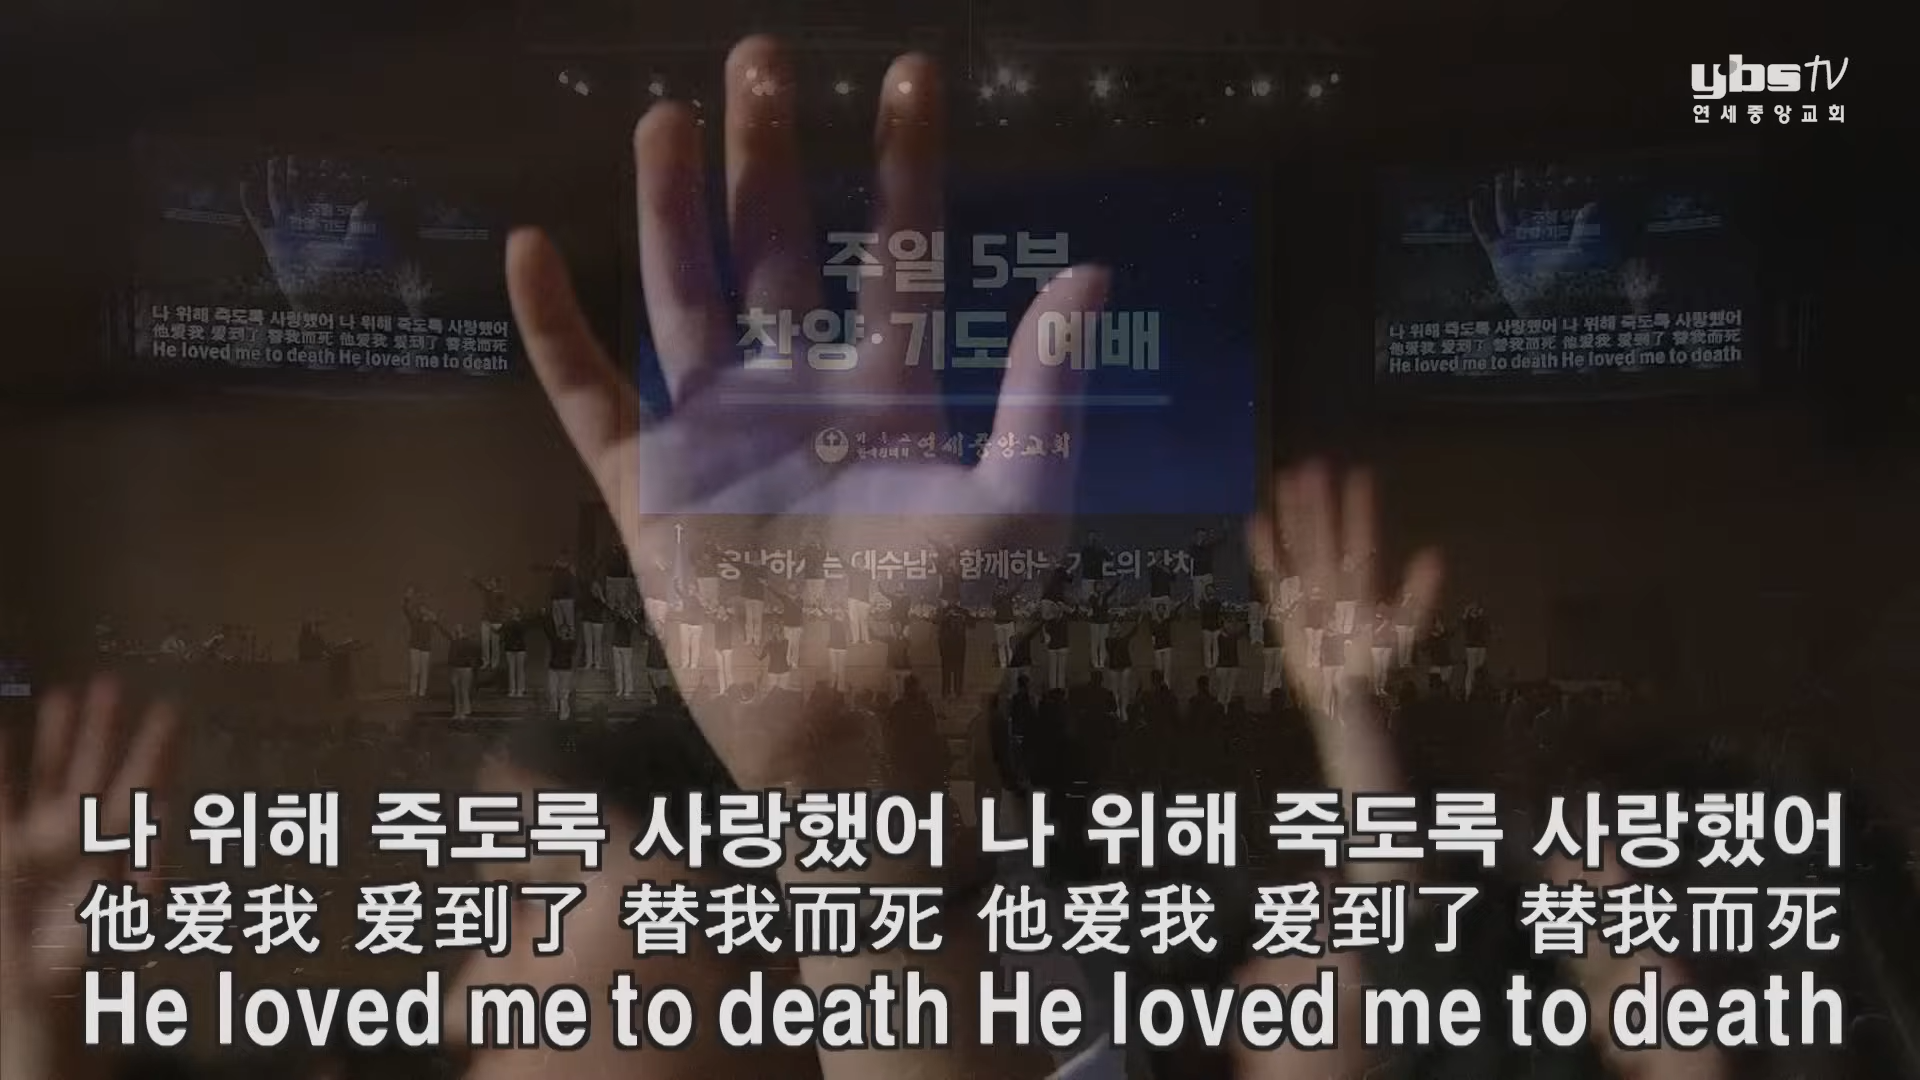 ybstv
연세중앙교회
주일 5부
찬양·기도 예배
연세중앙교회
나 위해 죽도록 사랑했어 나 위해 죽도록 사랑했어
他爱我 爱到了 替我而死 他爱我 爱到了 替我而死
He loved me to death He loved me to death
나 위해 죽도록 사랑했어 나 위해 죽도록 사랑했어
他爱我 爱到了 替我而死 他爱我 爱到了 替我而死
He loved me to death He loved me to death
함께하는
나 위해 죽도록 사랑했어 나 위해 죽도록 사랑했어
他爱我 爱到了 替我而死 他爱我 爱到了 替我而死
He loved me to death He loved me to death